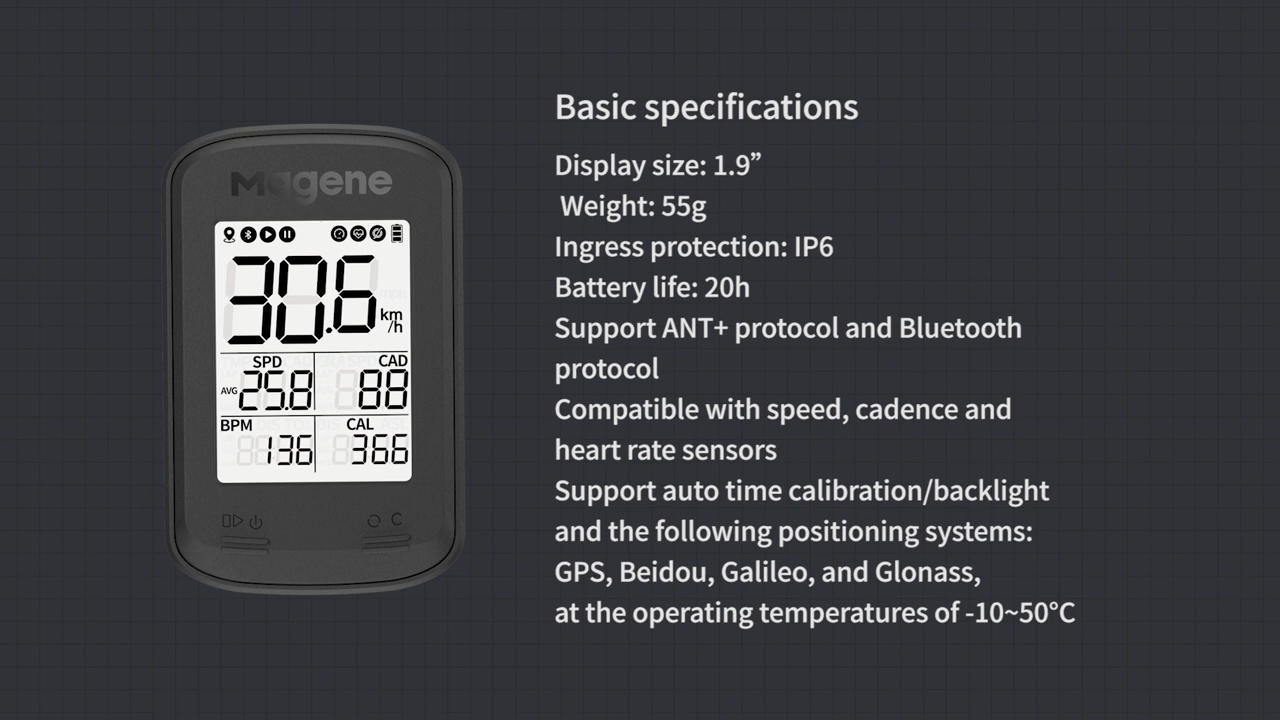 Magene
30.6 km/h
SPD CAD
AVG 25.8 88
BPM CAL
136 366
C
Basic specifications
Display size: 1.9”
Weight: 55g
Ingress protection: IP6
Battery life: 20h
Support ANT+ protocol and Bluetooth
protocol
Compatible with speed, cadence and
heart rate sensors
Support auto time calibration/backlight
and the following positioning systems:
GPS, Beidou, Galileo, and Glonass,
at the operating temperatures of -10~50°C